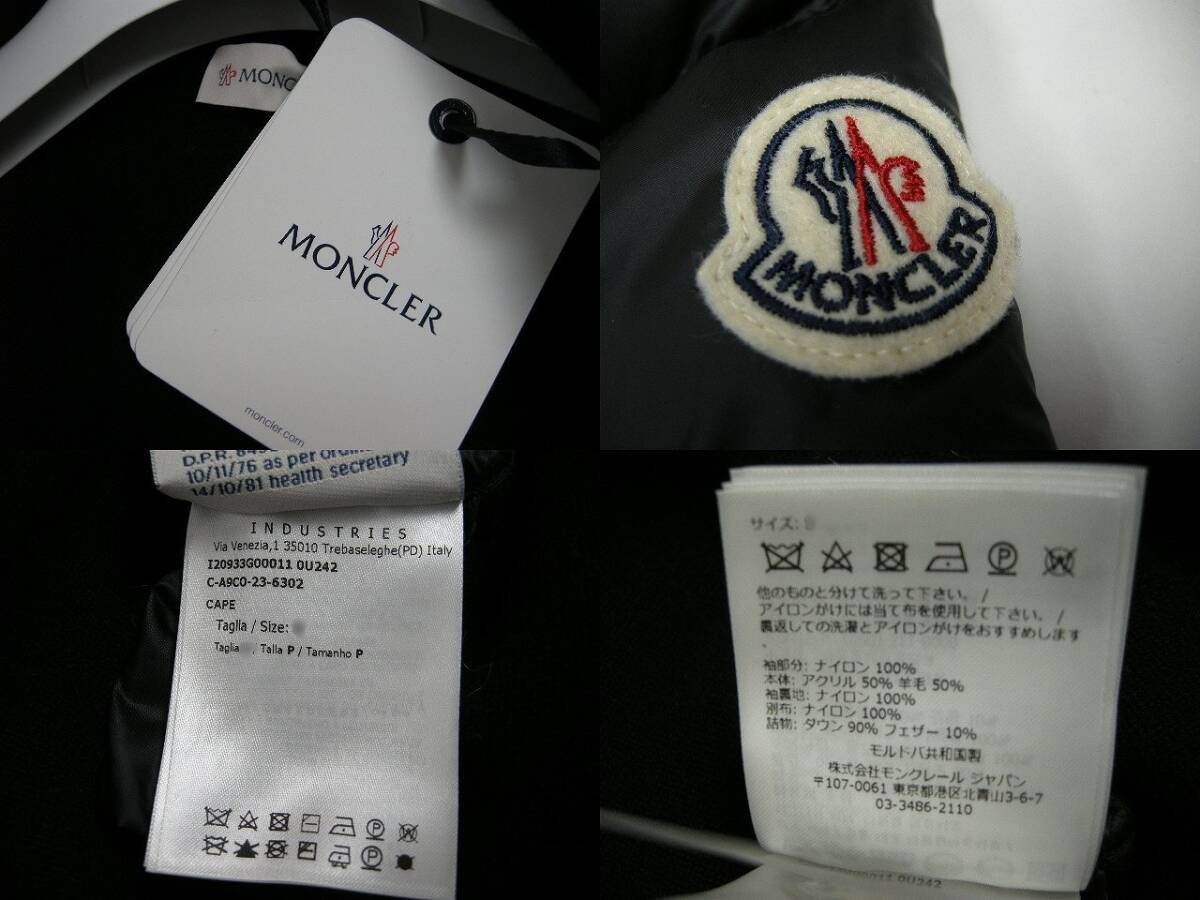 MONC
MONCLER
moncler.com
MONCLER
D.P.R.
10/11/76 as per
14/10/81 health secretary
INDUSTRIES
Via Venezia,1 35010 Trebaseleghe(PD) Italy
I20933G00011 0U242
C-A9C0-23-6302
CAPE
Taglia / Size:
Taglia , Talla P / Tamanho P
サイズ:
他のものと分けて洗って下さい。/
アイロンがけには当て布を使用して下さい。/
裏返しての洗濯とアイロンがけをおすすめします
.
袖部分: ナイロン 100%
本体: アクリル 50% 羊毛 50%
袖裏地: ナイロン 100%
別布: ナイロン 100%
詰物: ダウン 90% フェザー 10%
モルドバ共和国製
株式会社モンクレール ジャパン
〒107-0061 東京都港区北青山3-6-7
03-3486-2110
0U242